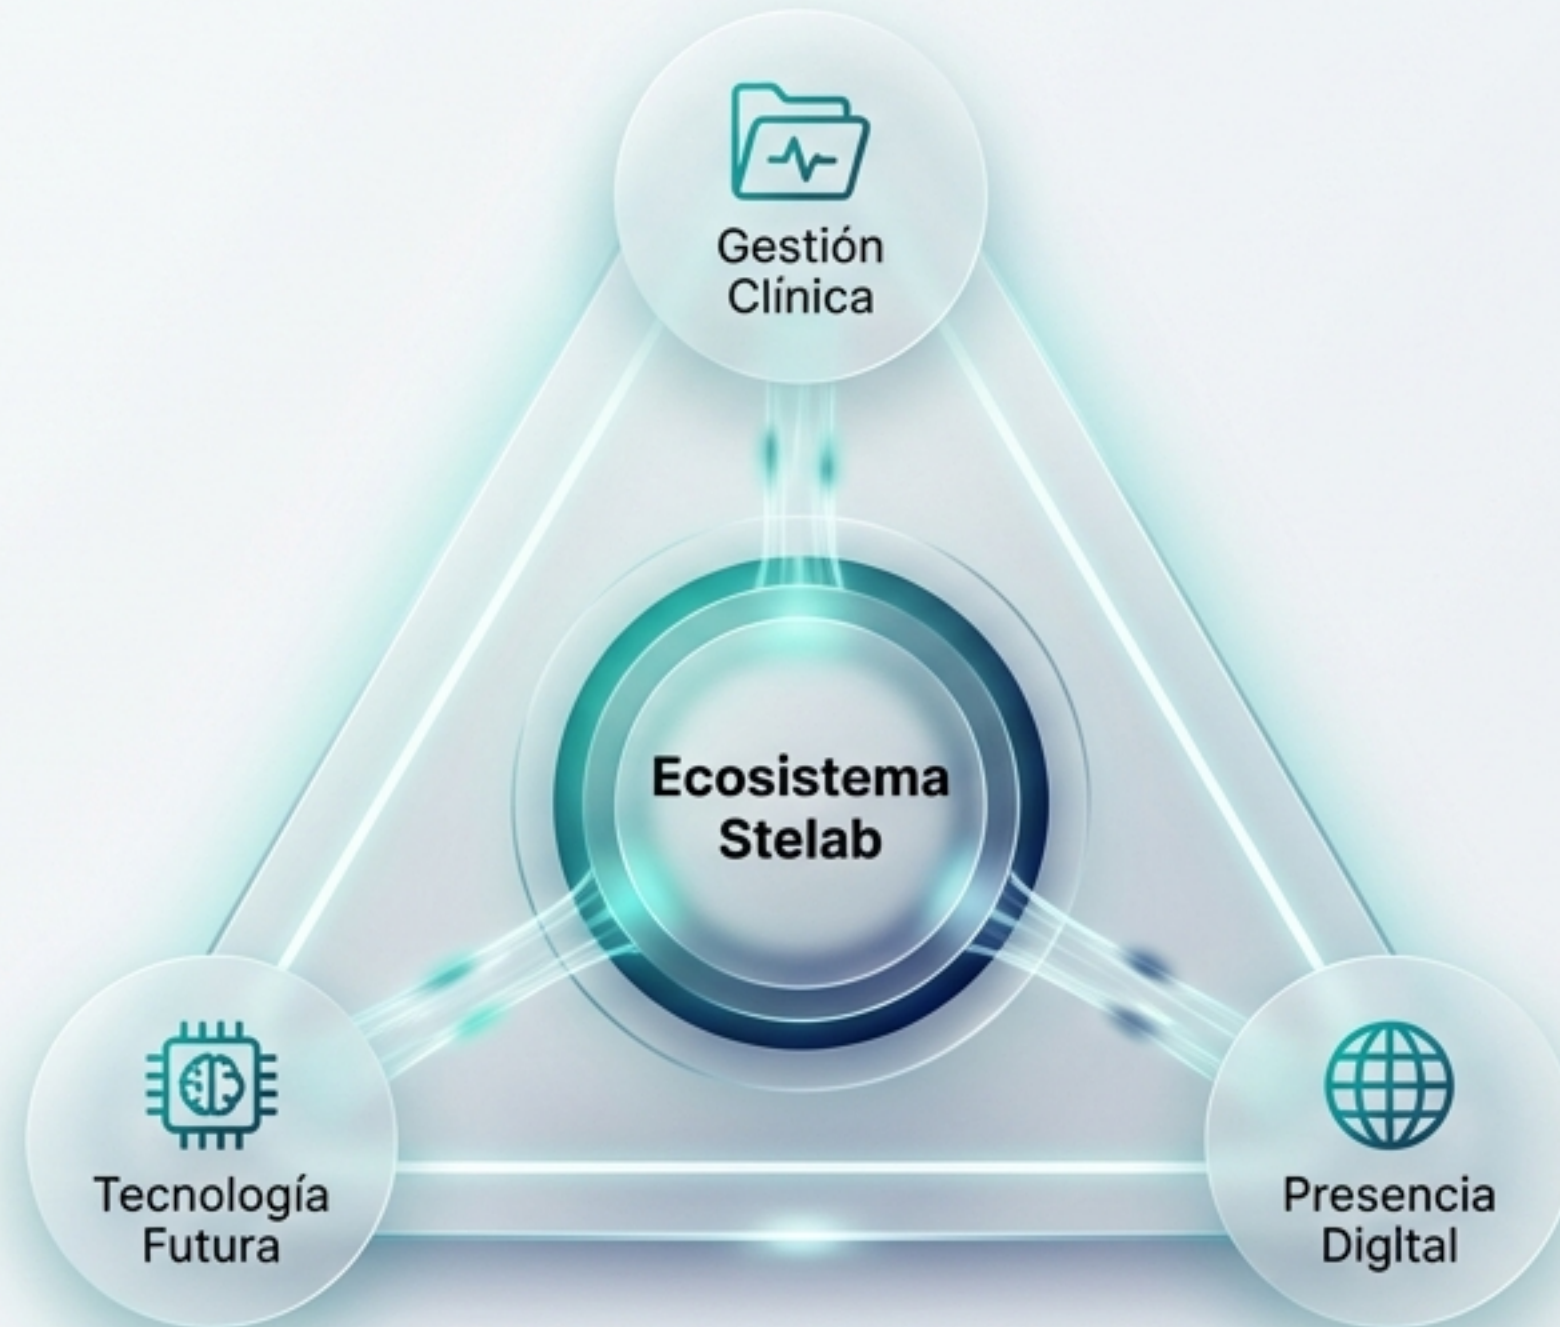 Gestión
Clínica
Ecosistema
Stelab
Tecnología
Futura
Presencia
Digltal